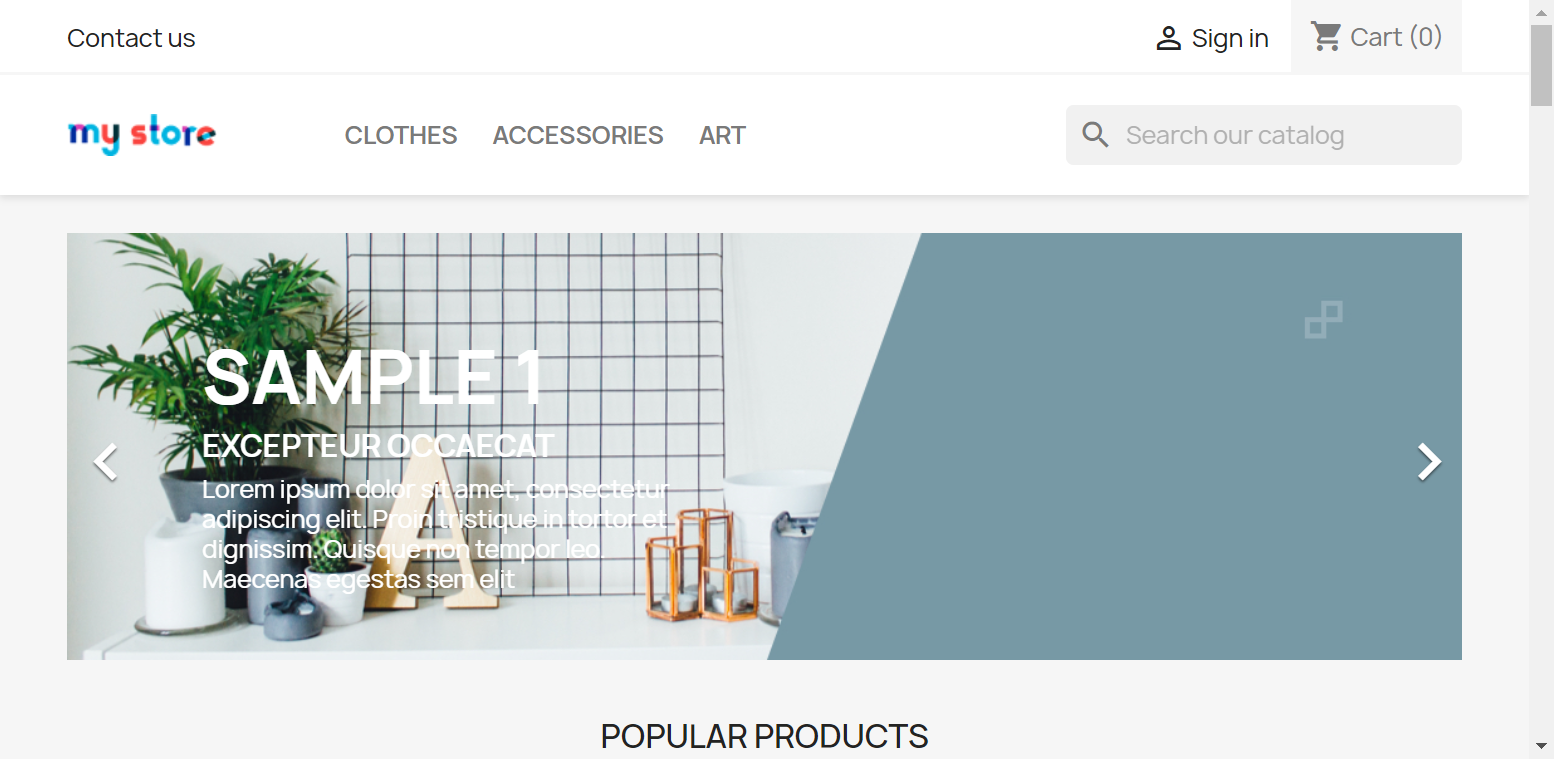 Contact us
Sign in
Cart (0)
my store
CLOTHES
ACCESSORIES
ART
Search our catalog
SAMPLE 1
EXCEPTEUR OCCAECAT
Lorem ipsum dolor sit amet, consectetur
adipiscing elit. Proin tristique in tortor et
dignissim. Quisque non tempor leo.
Maecenas egestas sem elit
A
POPULAR PRODUCTS